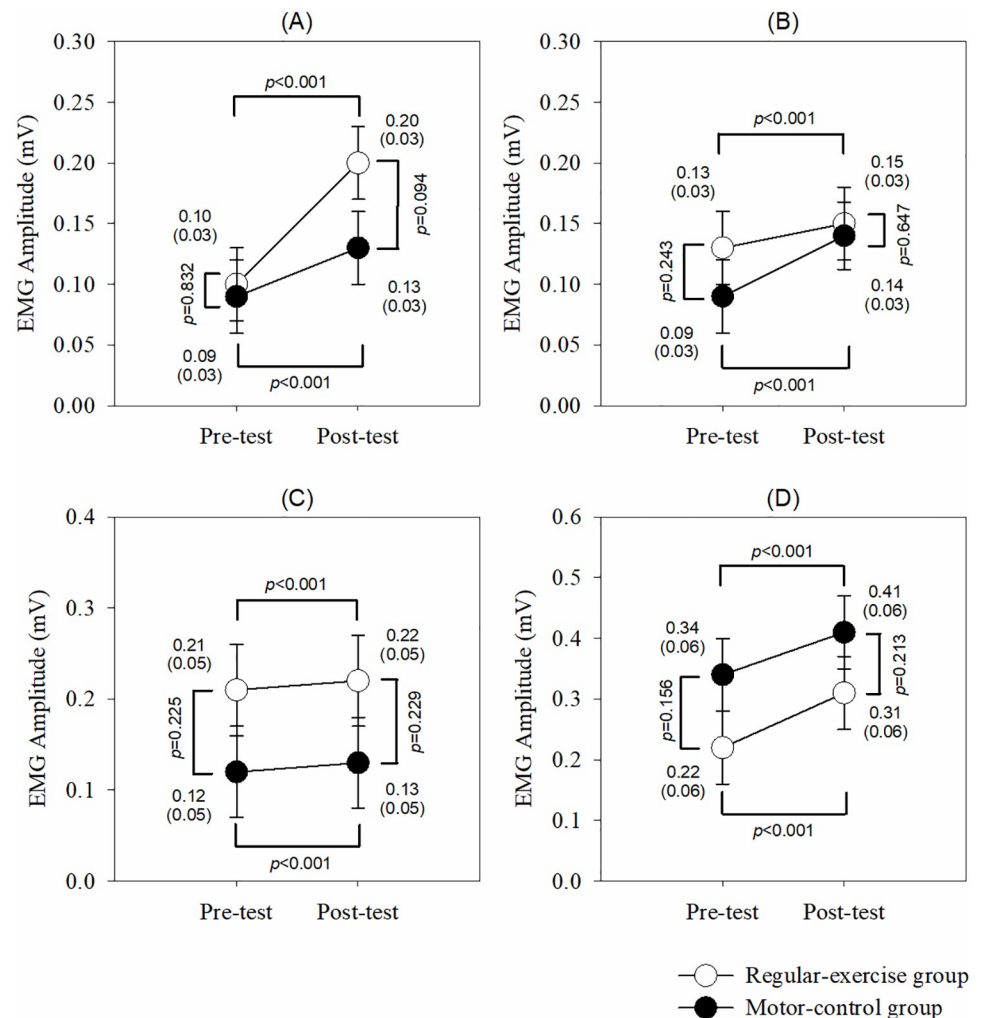 (A)
EMG Amplitude (mV)
0.30
0.25
0.20
0.15
0.10
0.05
0.00
p<0.001
0.20
(0.03)
p=0.094
0.10
(0.03)
p=0.832
0.13
(0.03)
0.09
(0.03)
p<0.001
Pre-test
Post-test
(B)
EMG Amplitude (mV)
0.30
0.25
0.20
0.15
0.10
0.05
0.00
p<0.001
0.13
(0.03)
0.15
(0.03)
p=0.243
p=0.647
0.14
(0.03)
0.09
(0.03)
p<0.001
Pre-test
Post-test
(C)
EMG Amplitude (mV)
0.4
0.3
0.2
0.1
0.0
p<0.001
0.21
(0.05)
0.22
(0.05)
p=0.225
p=0.229
0.12
(0.05)
0.13
(0.05)
p<0.001
Pre-test
Post-test
(D)
EMG Amplitude (mV)
0.6
0.5
0.4
0.3
0.2
0.1
0.0
p<0.001
0.34
(0.06)
0.41
(0.06)
p=0.156
p=0.213
0.22
(0.06)
0.31
(0.06)
p<0.001
Pre-test
Post-test
Regular-exercise group
Motor-control group